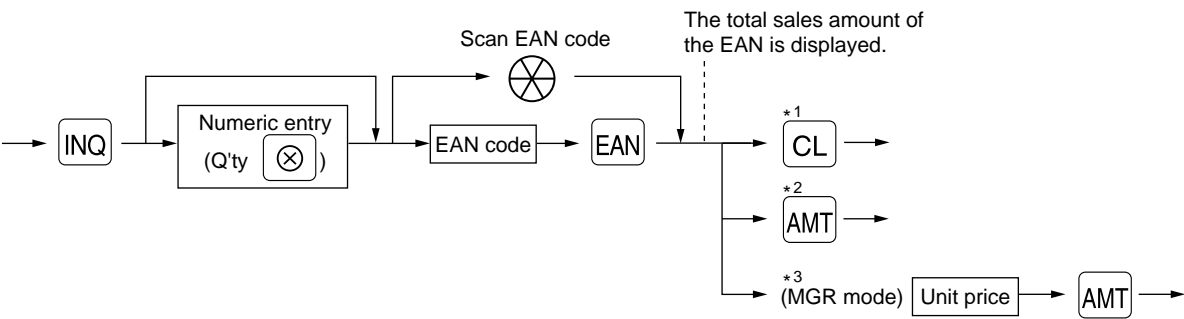 The total sales amount of
the EAN is displayed.
Scan EAN code
INQ
Numeric entry
(Q'ty ⊗)
EAN code
EAN
*1
CL
*2
AMT
*3
(MGR mode) Unit price AMT